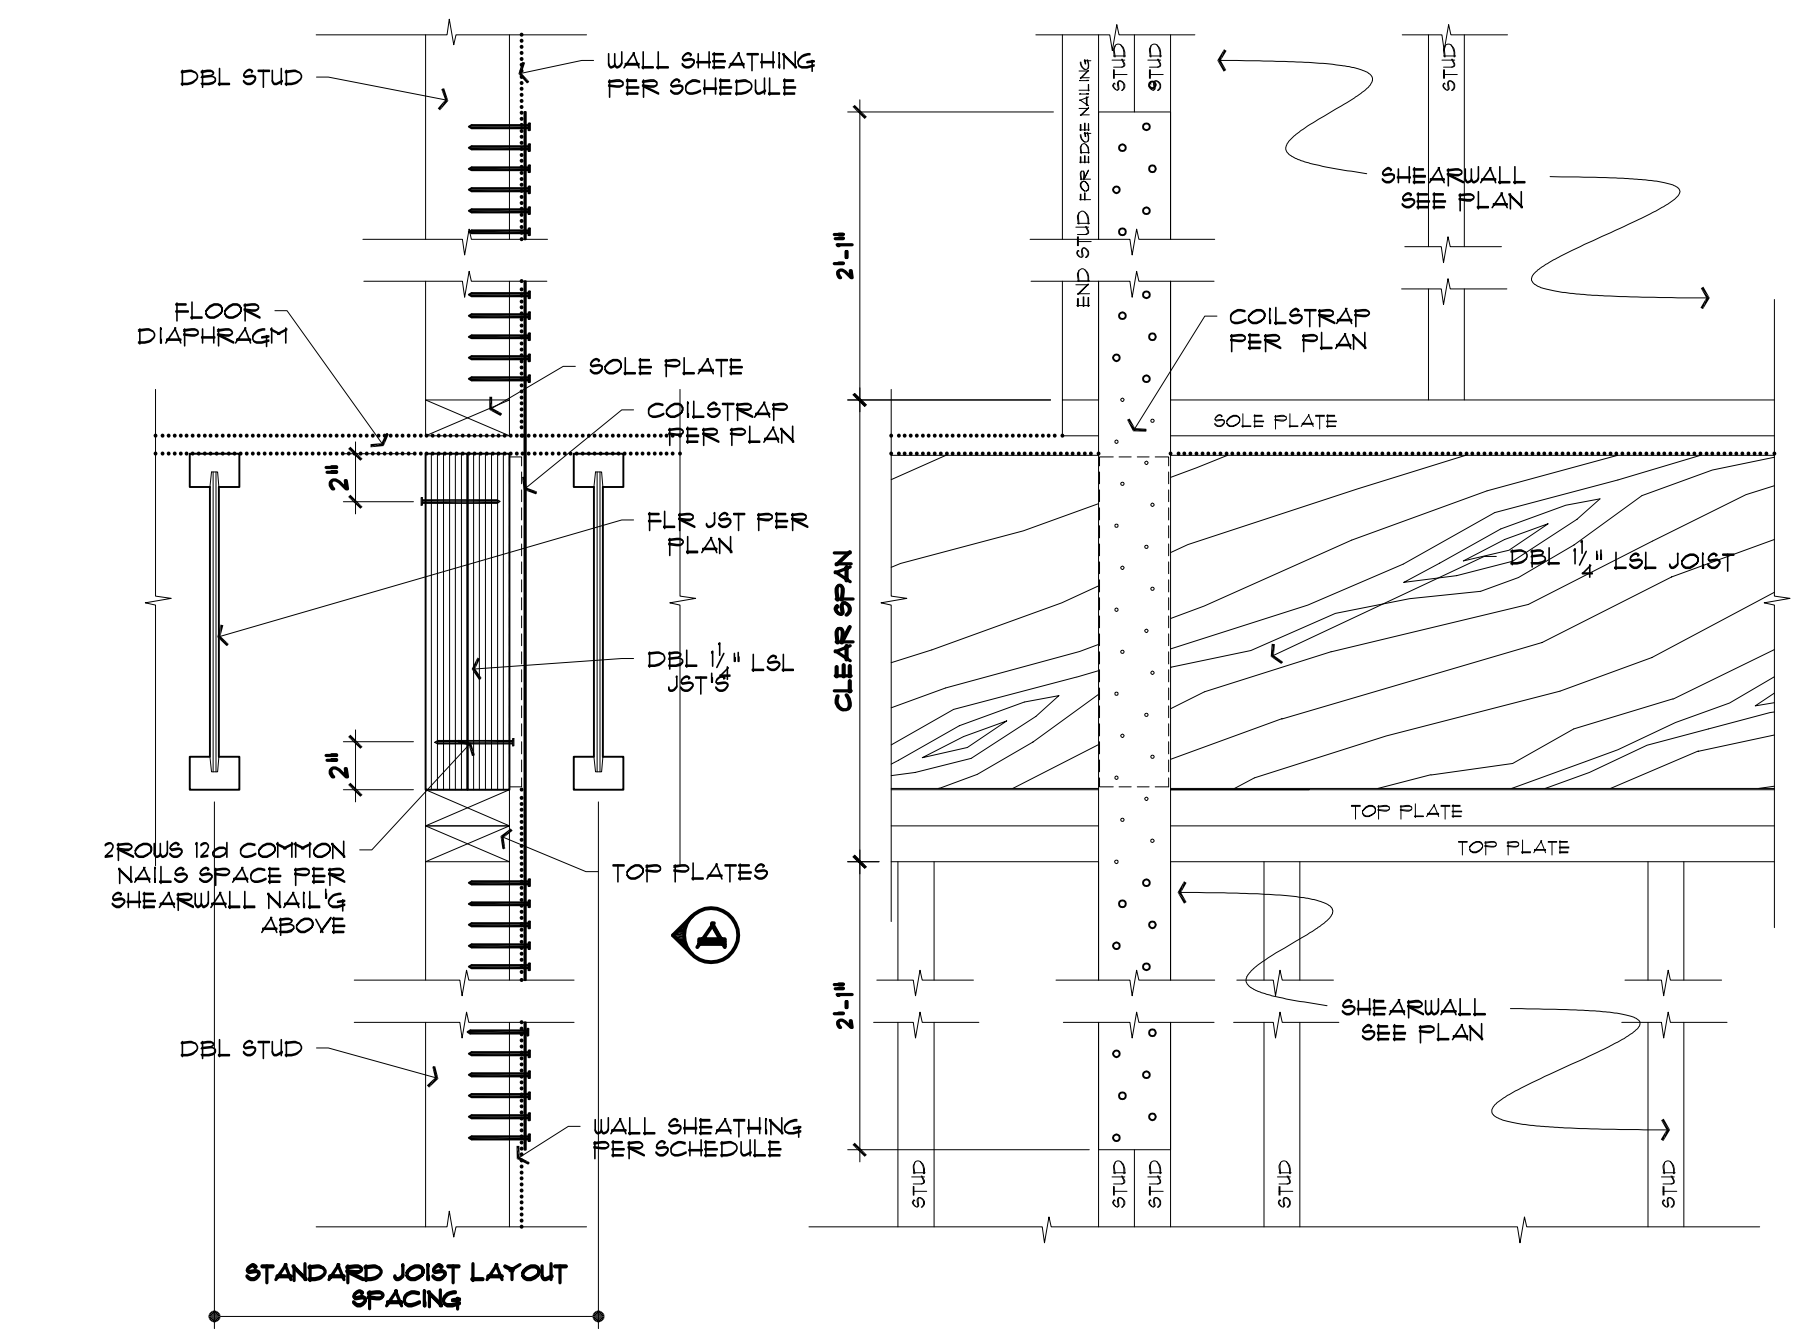 DBL STUD
WALL SHEATHING
PER SCHEDULE
FLOOR
DIAPHRAGM
SOLE PLATE
COILSTRAP
PER PLAN
2"
FLR JST PER
PLAN
DBL 1 1/4" LSL
JST'S
2"
2ROWS 12d COMMON
NAILS SPACE PER
SHEARWALL NAIL'G
ABOVE
TOP PLATES
A
DBL STUD
WALL SHEATHING
PER SCHEDULE
STANDARD JOIST LAYOUT
SPACING
END STUD FOR EDGE NAILING
STUD
STUD
STUD
SHEARWALL
SEE PLAN
2'-1"
COILSTRAP
PER PLAN
SOLE PLATE
CLEAR SPAN
DBL 1 1/4" LSL JOIST
TOP PLATE
TOP PLATE
2'-1"
SHEARWALL
SEE PLAN
STUD
STUD
STUD
STUD
STUD